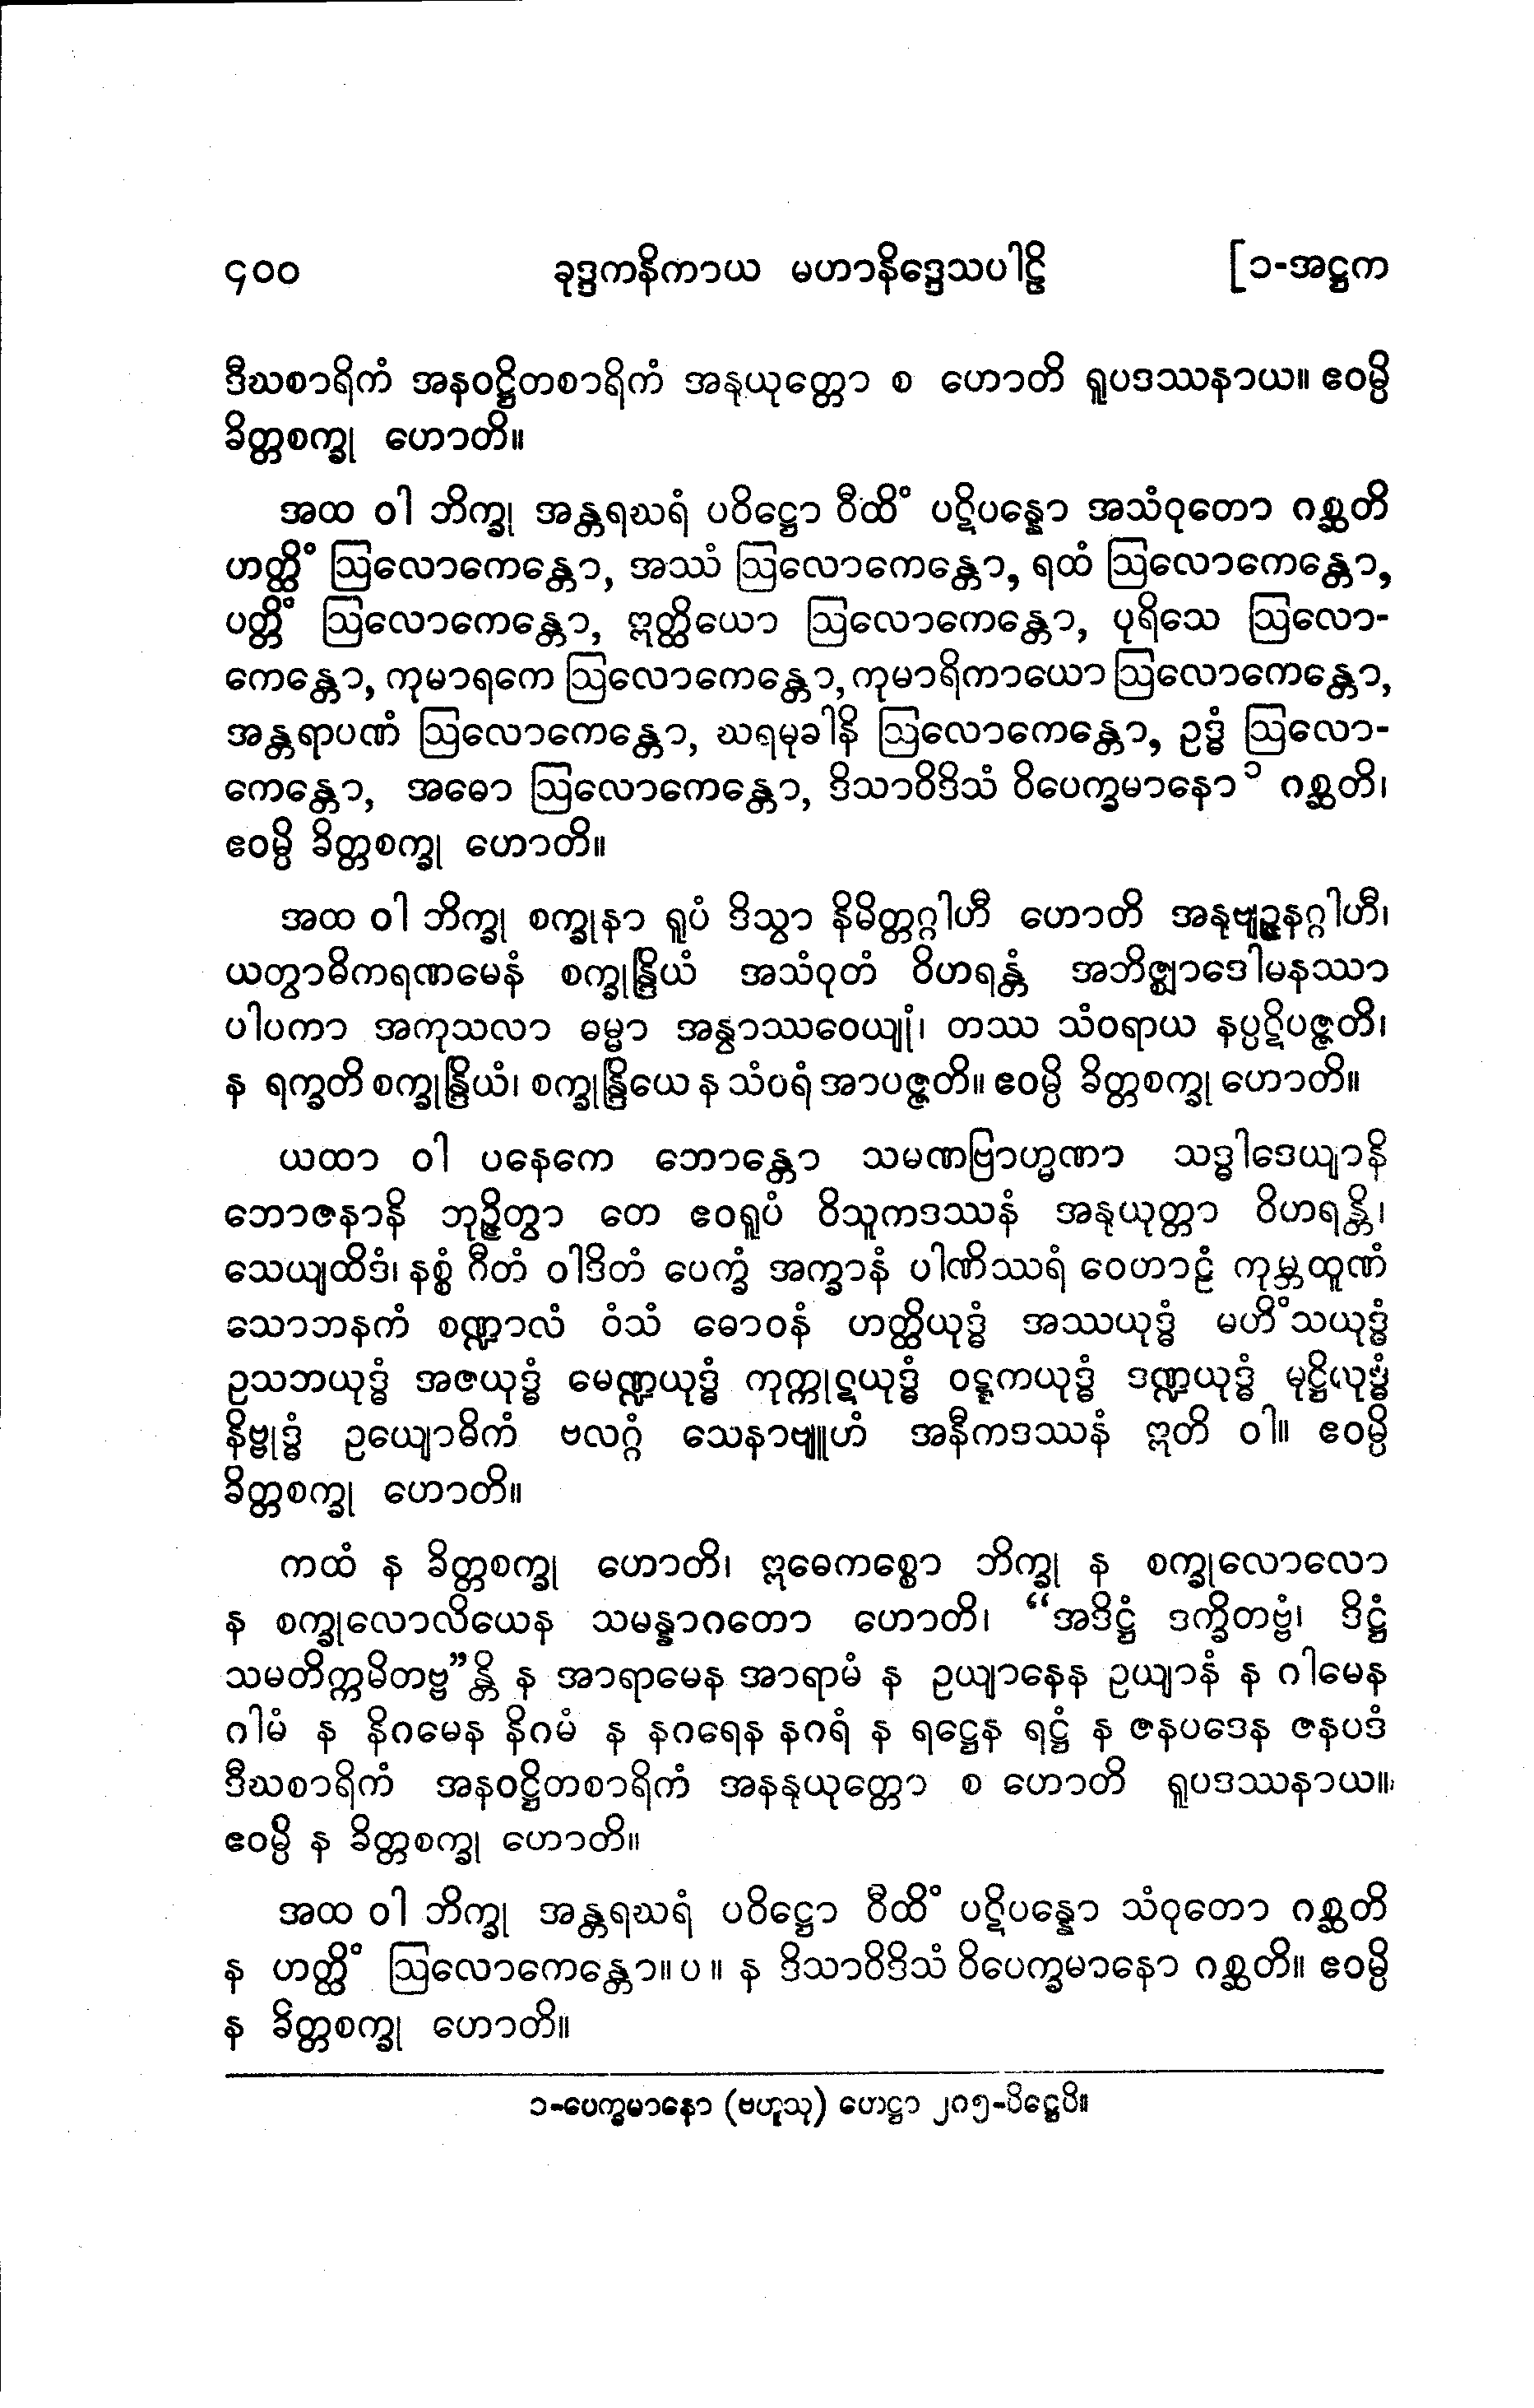 ၄၀၀ ခုဒ္ဒကနိကာယ မဟာနိဒ္ဒေသပါဠိ [၁-အဋ္ဌက
ဒီဃစာရိကံ အနဝဋ္ဌိတစာရိကံ အနုယုတ္တော စ ဟောတိ ရူပဒဿနာယ။ ဧဝမ္ပိ
ခိတ္တစက္ခု ဟောတိ။
အထ ဝါ ဘိက္ခု အန္တရဃရံ ပဝိဋ္ဌော ဝီထိံ ပဋိပန္နော အသံဝုတော ဂစ္ဆတိ
ဟတ္ထိံ ဩလောကေန္တော, အဿံ ဩလောကေန္တော, ရထံ ဩလောကေန္တော,
ပတ္တိံ ဩလောကေန္တော, ဣတ္ထိယော ဩလောကေန္တော, ပုရိသေ ဩလော-
ကေန္တော, ကုမာရကေ ဩလောကေန္တော, ကုမာရိကာယော ဩလောကေန္တော,
အန္တရာပဏံ ဩလောကေန္တော, ဃရမုခါနိ ဩလောကေန္တော, ဥဒ္ဓံ ဩလော-
ကေန္တော, အဓော ဩလောကေန္တော, ဒိသာဝိဒိသံ ဝိပေက္ခမာနော ၁ ဂစ္ဆတိ၊
ဧဝမ္ပိ ခိတ္တစက္ခု ဟောတိ။
အထ ဝါ ဘိက္ခု စက္ခုနာ ရူပံ ဒိသွာ နိမိတ္တဂ္ဂါဟီ ဟောတိ အနုဗျဉ္ဇနဂ္ဂါဟီ၊
ယတွာဓိကရဏမေနံ စက္ခုန္ဒြိယံ အသံဝုတံ ဝိဟရန္တံ အဘိဇ္ဈာဒေါမနဿာ
ပါပကာ အကုသလာ ဓမ္မာ အနွာဿဝေယျုံ၊ တဿ သံဝရာယ နပ္ပဋိပဇ္ဇတိ၊
န ရက္ခတိ စက္ခုန္ဒြိယံ၊ စက္ခုန္ဒြိယေ န သံဝရံ အာပဇ္ဇတိ။ ဧဝမ္ပိ ခိတ္တစက္ခု ဟောတိ။
ယထာ ဝါ ပနေကေ ဘောန္တော သမဏဗြာဟ္မဏာ သဒ္ဓါဒေယျာနိ
ဘောဇနာနိ ဘုဉ္ဇိတွာ တေ ဧဝရူပံ ဝိသူကဒဿနံ အနုယုတ္တာ ဝိဟရန္တိ၊
သေယျထိဒံ၊ နစ္စံ ဂီတံ ဝါဒိတံ ပေက္ခံ အက္ခာနံ ပါဏိဿရံ ဝေတာဠံ ကုမ္ဘထူဏံ
သောဘနကံ စဏ္ဍာလံ ဝံသံ ဓောဝနံ ဟတ္ထိယုဒ္ဓံ အဿယုဒ္ဓံ မဟိံသယုဒ္ဓံ
ဥသဘယုဒ္ဓံ အဇယုဒ္ဓံ မေဏ္ဍယုဒ္ဓံ ကုက္ကုဋယုဒ္ဓံ ဝဋ္ဋကယုဒ္ဓံ ဒဏ္ဍယုဒ္ဓံ မုဋ္ဌိယုဒ္ဓံ
နိဗ္ဗုဒ္ဓံ ဥယျောဓိကံ ဗလဂ္ဂံ သေနာဗျူဟံ အနီကဒဿနံ ဣတိ ဝါ။ ဧဝမ္ပိ
ခိတ္တစက္ခု ဟောတိ။
ကထံ န ခိတ္တစက္ခု ဟောတိ၊ ဣဓေကစ္စော ဘိက္ခု န စက္ခုလောလော
န စက္ခုလောလိယေန သမန္နာဂတော ဟောတိ၊ “အဒိဋ္ဌံ ဒက္ခိတဗ္ဗံ၊ ဒိဋ္ဌံ
သမတိက္ကမိတဗ္ဗ”န္တိ န အာရာမေန အာရာမံ န ဥယျာနေန ဥယျာနံ န ဂါမေန
ဂါမံ န နိဂမေန နိဂမံ န နဂရေန နဂရံ န ရဋ္ဌေန ရဋ္ဌံ န ဇနပဒေန ဇနပဒံ
ဒီဃစာရိကံ အနဝဋ္ဌိတစာရိကံ အနနုယုတ္တော စ ဟောတိ ရူပဒဿနာယ။
ဧဝမ္ပိ န ခိတ္တစက္ခု ဟောတိ။
အထ ဝါ ဘိက္ခု အန္တရဃရံ ပဝိဋ္ဌော ဝီထိံ ပဋိပန္နော သံဝုတော ဂစ္ဆတိ
န ဟတ္ထိံ ဩလောကေန္တော။ပ။ န ဒိသာဝိဒိသံ ဝိပေက္ခမာနော ဂစ္ဆတိ။ ဧဝမ္ပိ
န ခိတ္တစက္ခု ဟောတိ။
၁-ပေက္ခမာနော (ဗဟူသု) ဟေဋ္ဌာ ၂၈၅-ပိဋ္ဌေပိ။